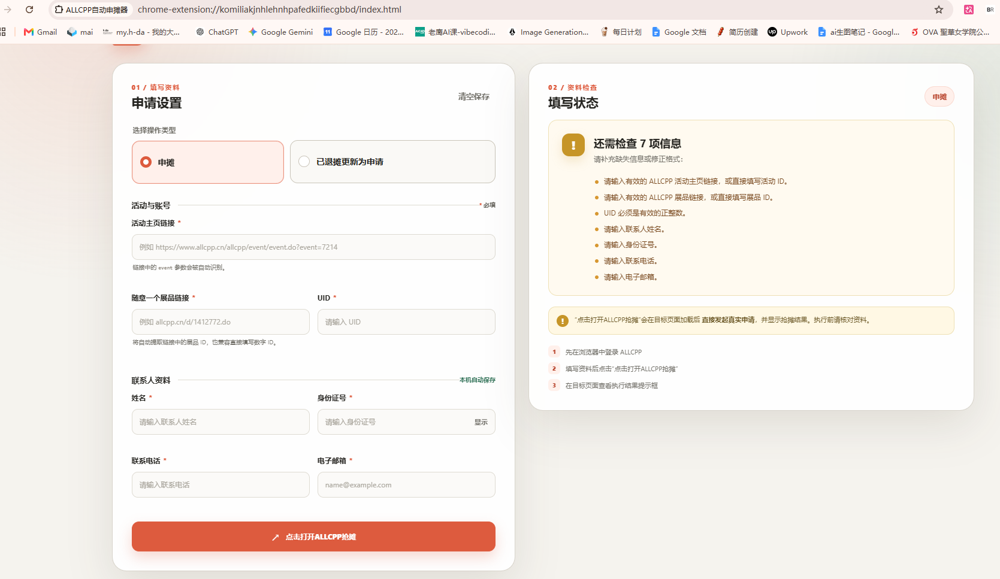 ALLCPP自动申摊器
chrome-extension://komiliakjnhlehnhpafedkiifiecgbbd/index.html
BR
Gmail
mai
my.h-da - 我的大...
ChatGPT
Google Gemini
Google 日历 - 202...
老鹰AI课-vibecodi...
Image Generation...
每日计划
Google 文档
简历创建
Upwork
ai生图笔记 - Googl...
OVA 聖華女学院公...
01 / 填写资料
申请设置
清空保存
选择操作类型
申摊
已退摊更新为申请
活动与账号
* 必填
活动主页链接 *
例如 https://www.allcpp.cn/allcpp/event/event.do?event=7214
链接中的 event 参数会被自动识别。
随意一个展品链接 *
UID *
例如 allcpp.cn/d/1412772.do
请输入 UID
将自动提取链接中的展品 ID，也兼容直接填写数字 ID。
联系人资料
本机自动保存
姓名 *
身份证号 *
请输入联系人姓名
请输入身份证号
显示
联系电话 *
电子邮箱 *
请输入联系电话
name@example.com
点击打开ALLCPP抢摊
02 / 资料检查
填写状态
申摊
还需检查 7 项信息
请补充缺失信息或修正格式：
请输入有效的 ALLCPP 活动主页链接，或直接填写活动 ID。
请输入有效的 ALLCPP 展品链接，或直接填写展品 ID。
UID 必须是有效的正整数。
请输入联系人姓名。
请输入身份证号。
请输入联系电话。
请输入电子邮箱。
“点击打开ALLCPP抢摊”会在目标页面加载后 直接发起真实申请，并显示抢摊结果。执行前请核对资料。
1 先在浏览器中登录 ALLCPP
2 填写资料后点击“点击打开ALLCPP抢摊”
3 在目标页面查看执行结果提示框